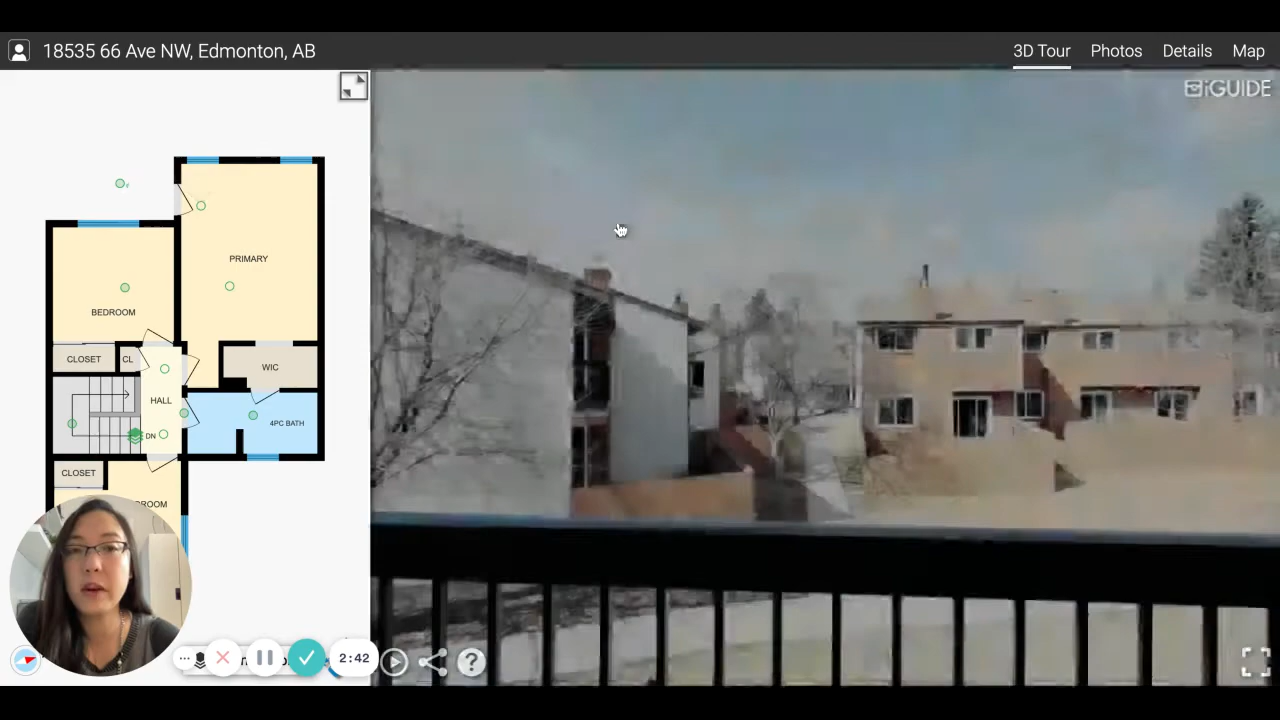 18535 66 Ave NW, Edmonton, AB
3D Tour
Photos
Details
Map
iGUIDE
PRIMARY
BEDROOM
CLOSET
CL
WIC
HALL
4PC BATH
DN
CLOSET
2:42
?